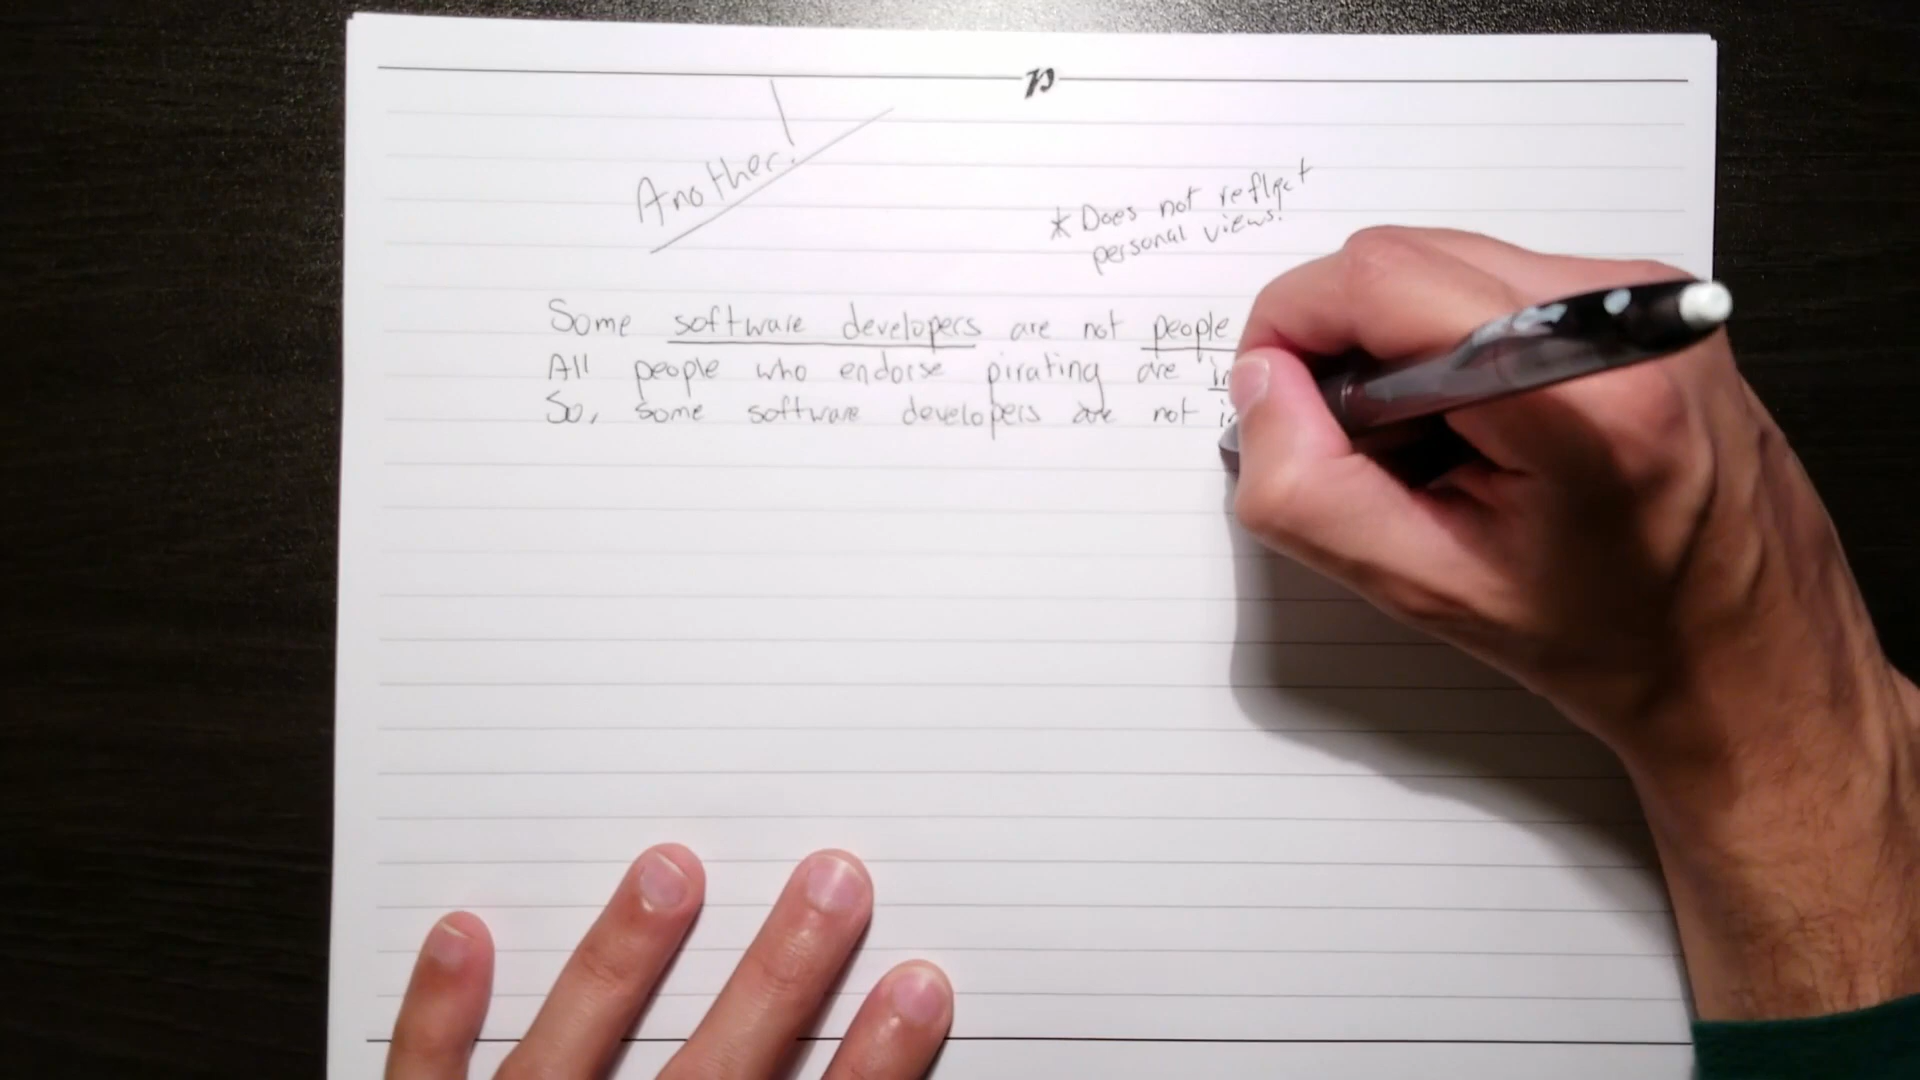 Another!
* Does not reflect
personal views.
Some software developers are not people
All people who endorse pirating are
So, some software developers are not